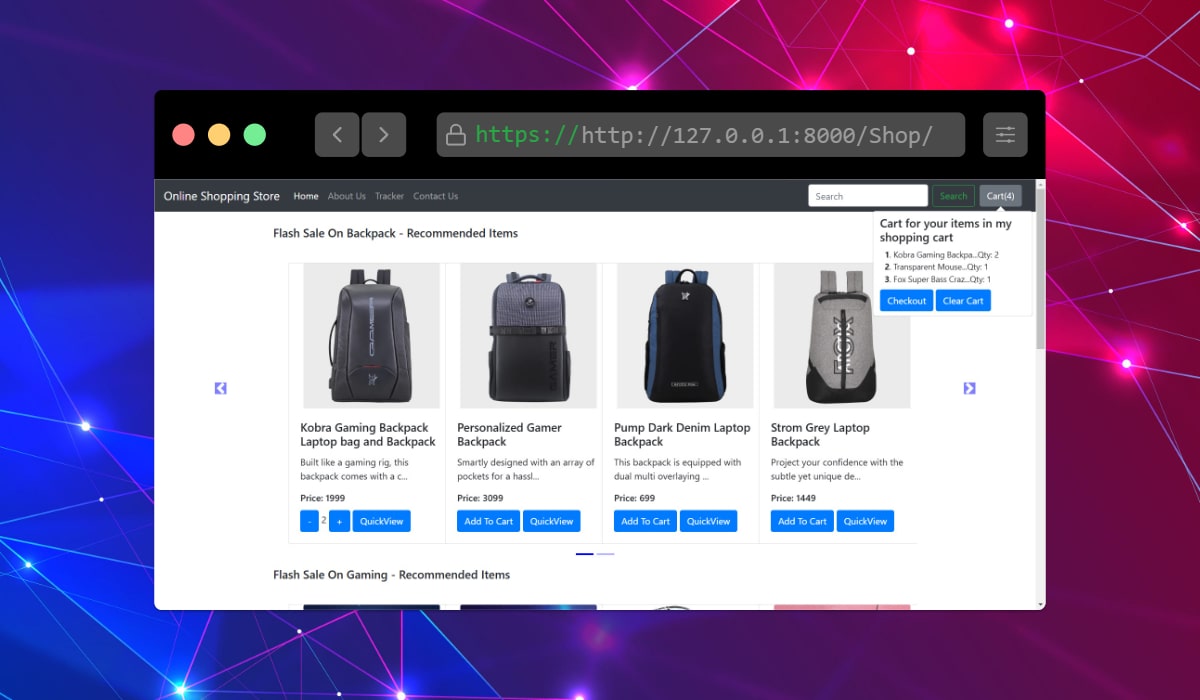 https://http://127.0.0.1:8000/Shop/
Online Shopping Store Home About Us Tracker Contact Us Search Search Cart(4)
Cart for your items in my
shopping cart
1. Kobra Gaming Backpa...Qty: 2
2. Transparent Mouse...Qty: 1
3. Fox Super Bass Craz...Qty: 1
Checkout Clear Cart
Flash Sale On Backpack - Recommended Items
GAMER
FOX
Kobra Gaming Backpack
Laptop bag and Backpack
Built like a gaming rig, this
backpack comes with a c...
Price: 1999
- 2 + QuickView
Personalized Gamer
Backpack
Smartly designed with an array of
pockets for a hassl...
Price: 3099
Add To Cart QuickView
Pump Dark Denim Laptop
Backpack
This backpack is equipped with
dual multi overlaying ...
Price: 699
Add To Cart QuickView
Strom Grey Laptop
Backpack
Project your confidence with the
subtle yet unique de...
Price: 1449
Add To Cart QuickView
Flash Sale On Gaming - Recommended Items